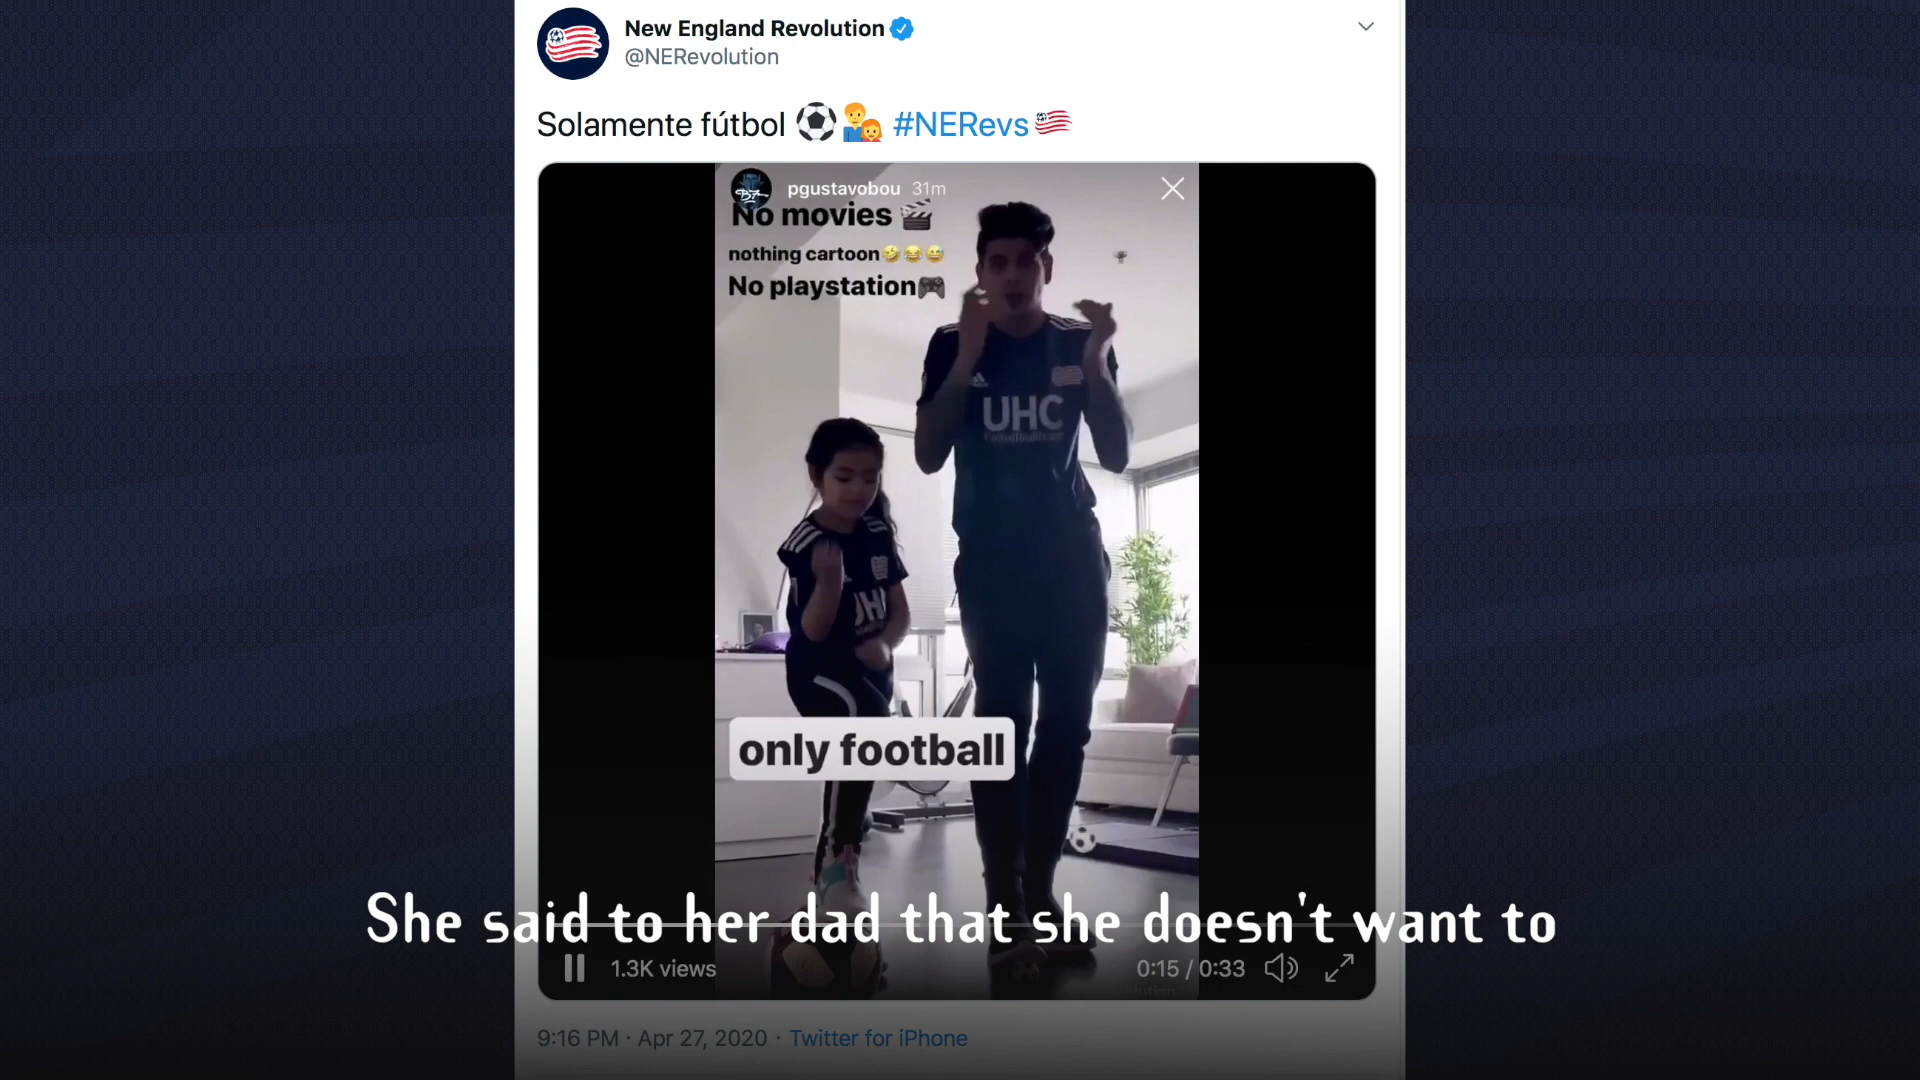 New England Revolution
@NERevolution
Solamente fútbol #NERevs
pgustavobou 31m
No movies
nothing cartoon
No playstation
UHC
UnitedHealthcare
UHC
only football
She said to her dad that she doesn't want to
1.3K views
0:15 / 0:33
9:16 PM · Apr 27, 2020 · Twitter for iPhone